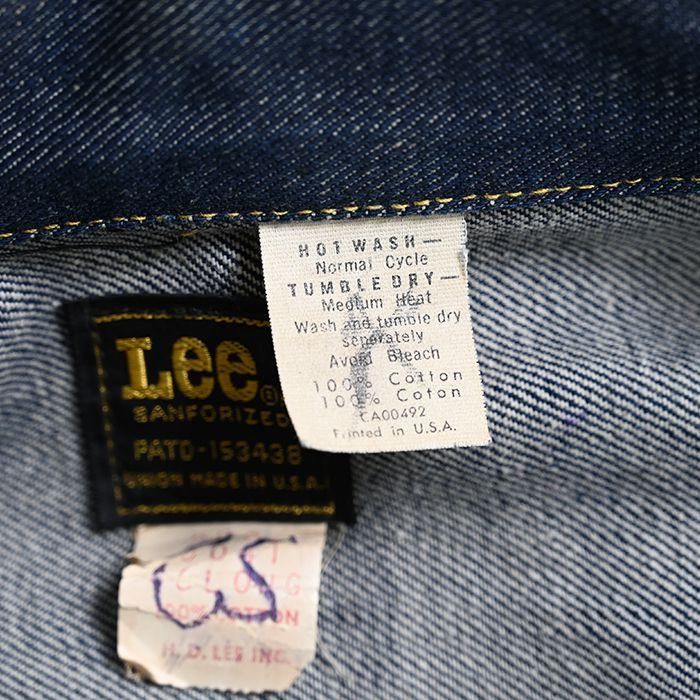 HOT WASH—
Normal Cycle
TUMBLE DRY—
Medium Heat
Wash and tumble dry
separately
Avoid Bleach
100% Cotton
100% Coton
CA00492
Printed in U.S.A.
Lee®
SANFORIZED
PATD-153438
UNION MADE IN U.S.A.
LONG
100% COTTON
H. D. LEE INC.